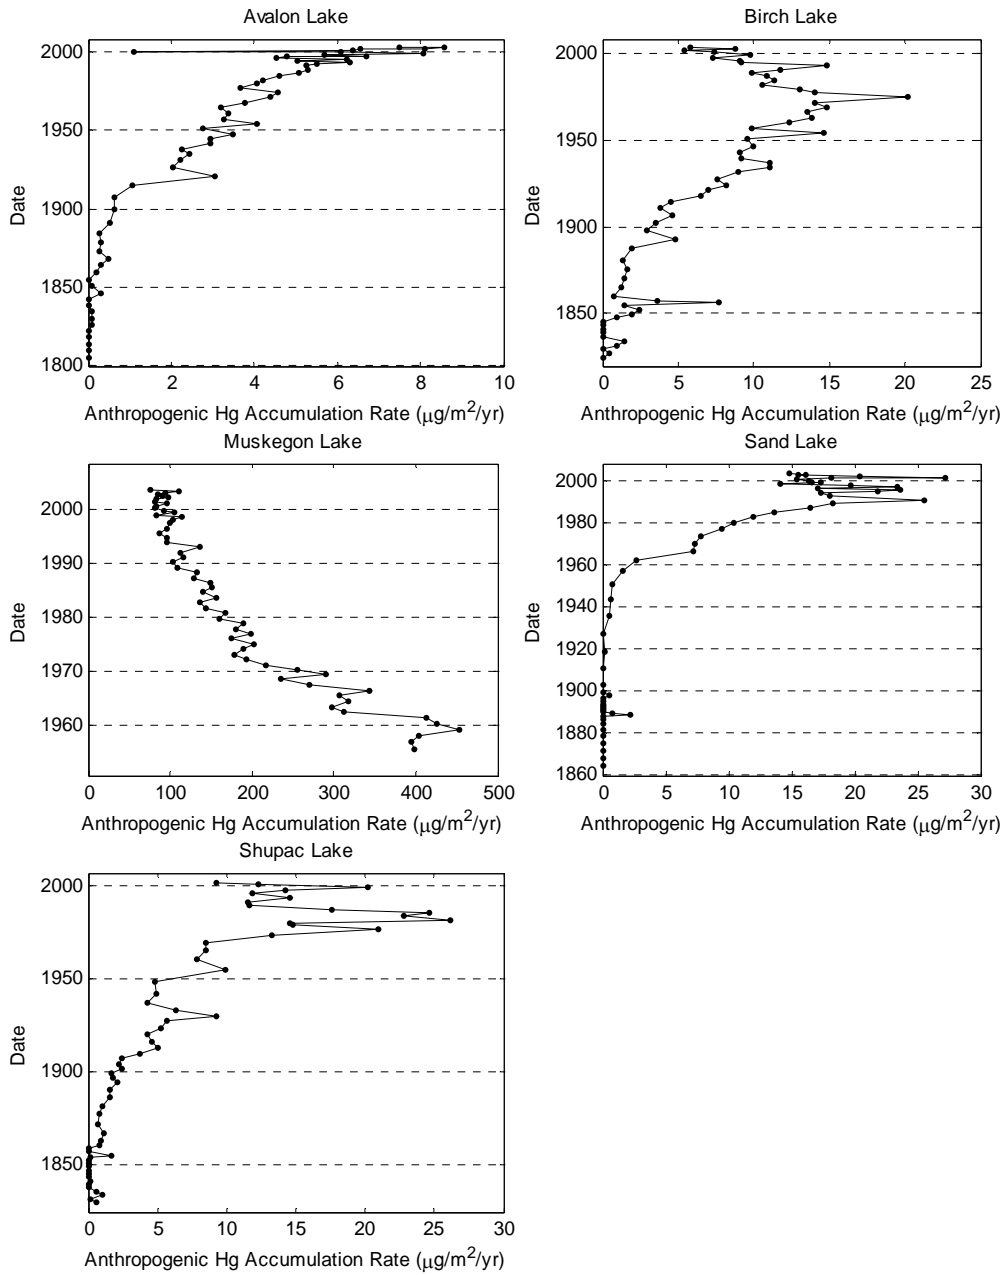 Avalon Lake
2000
1950
1900
1850
1800
Date
0 2 4 6 8 10
Anthropogenic Hg Accumulation Rate (μg/m²/yr)
Birch Lake
2000
1950
1900
1850
Date
0 5 10 15 20 25
Anthropogenic Hg Accumulation Rate (μg/m²/yr)
Muskegon Lake
2000
1990
1980
1970
1960
Date
0 100 200 300 400 500
Anthropogenic Hg Accumulation Rate (μg/m²/yr)
Sand Lake
2000
1980
1960
1940
1920
1900
1880
1860
Date
0 5 10 15 20 25 30
Anthropogenic Hg Accumulation Rate (μg/m²/yr)
Shupac Lake
2000
1950
1900
1850
Date
0 5 10 15 20 25 30
Anthropogenic Hg Accumulation Rate (μg/m²/yr)